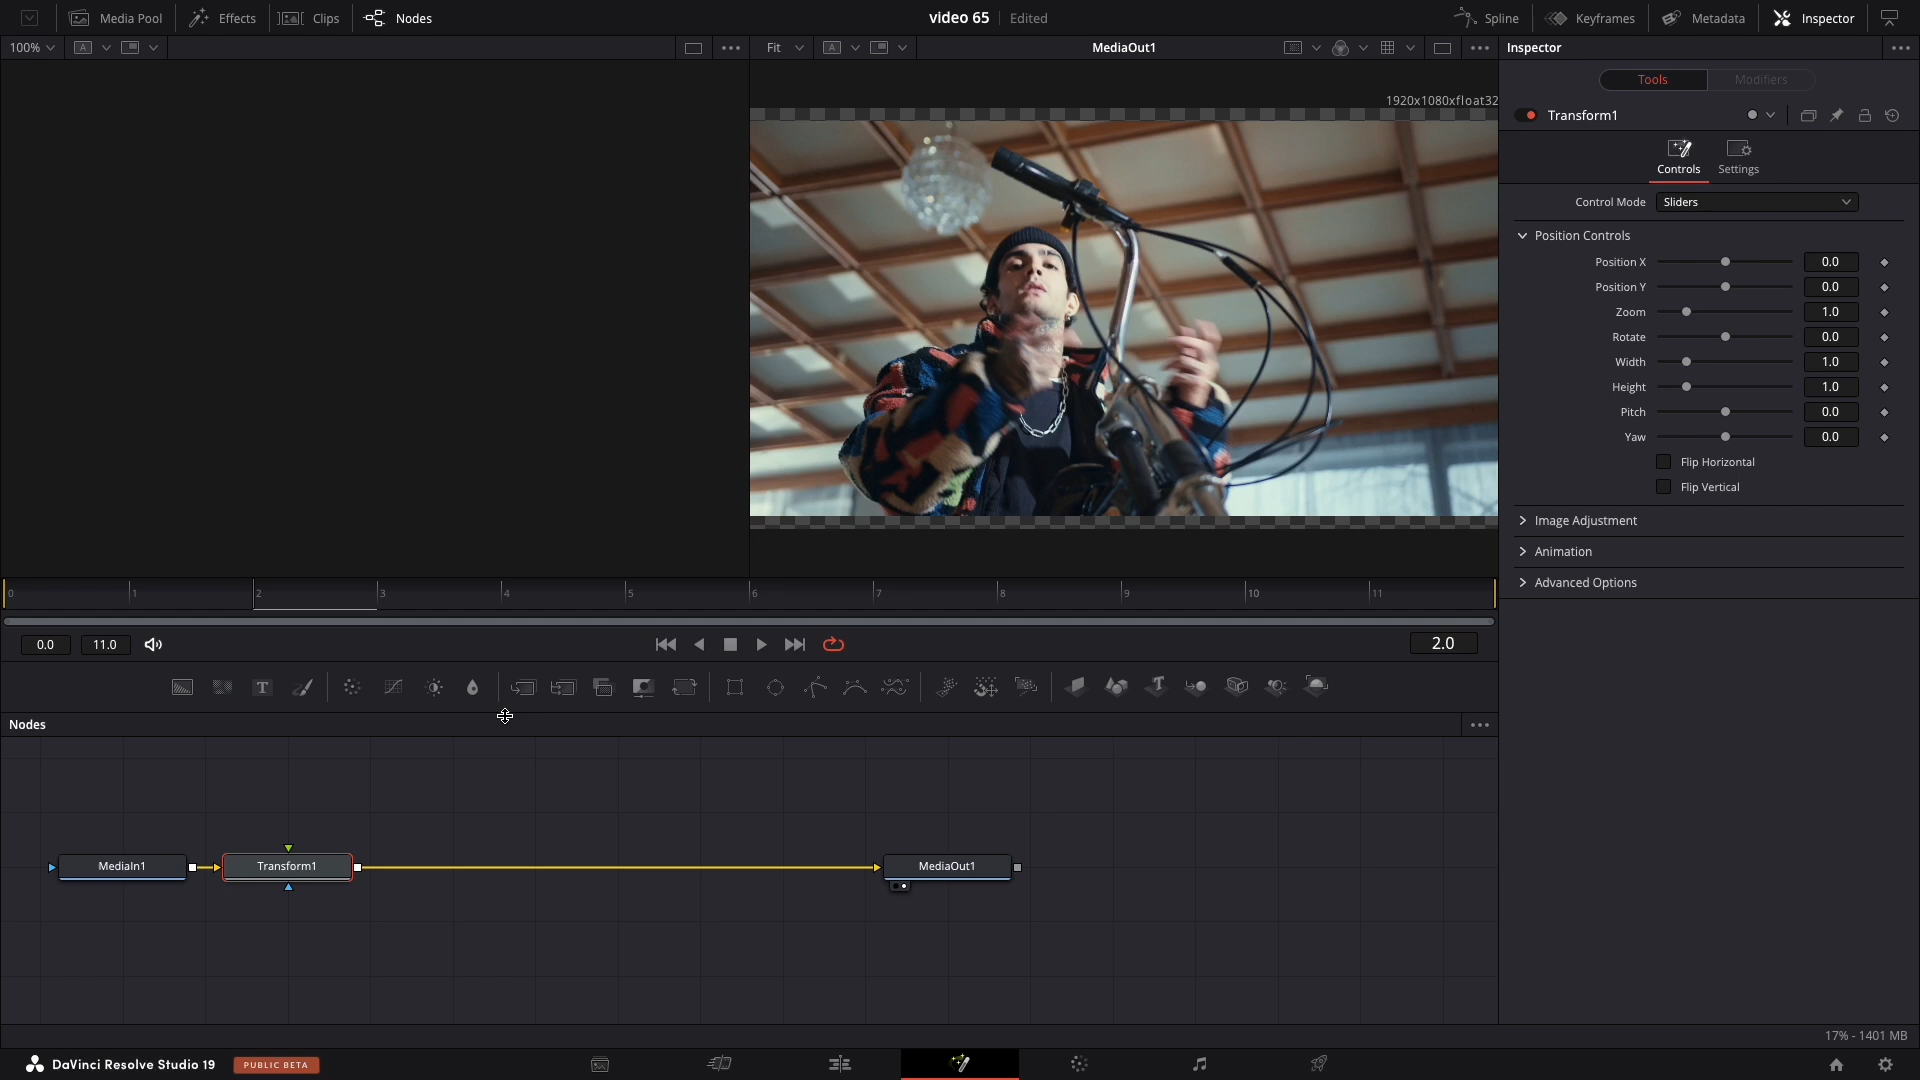 Media Pool Effects Clips Nodes video 65 Edited Spline Keyframes Metadata Inspector
100% A Fit A MediaOut1 Inspector
Tools Modifiers
1920x1080xfloat32
Transform1
Controls Settings
Control Mode Sliders
Position Controls
Position X 0.0
Position Y 0.0
Zoom 1.0
Rotate 0.0
Width 1.0
Height 1.0
Pitch 0.0
Yaw 0.0
Flip Horizontal
Flip Vertical
Image Adjustment
Animation
Advanced Options
0 1 2 3 4 5 6 7 8 9 10 11
0.0 11.0 2.0
T T
Nodes
MediaIn1 Transform1 MediaOut1
17% - 1401 MB
DaVinci Resolve Studio 19 PUBLIC BETA